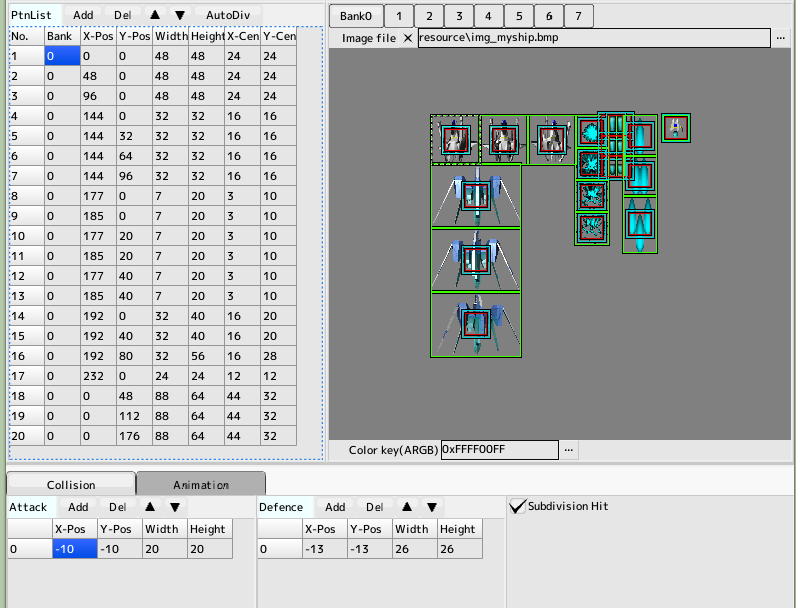 PtnList Add Del ▲ ▼ AutoDiv
No. Bank X-Pos Y-Pos Width Height X-Cen Y-Cen
1 0 0 0 48 48 24 24
2 0 48 0 48 48 24 24
3 0 96 0 48 48 24 24
4 0 144 0 32 32 16 16
5 0 144 32 32 32 16 16
6 0 144 64 32 32 16 16
7 0 144 96 32 32 16 16
8 0 177 0 7 20 3 10
9 0 185 0 7 20 3 10
10 0 177 20 7 20 3 10
11 0 185 20 7 20 3 10
12 0 177 40 7 20 3 10
13 0 185 40 7 20 3 10
14 0 192 0 32 40 16 20
15 0 192 40 32 40 16 20
16 0 192 80 32 56 16 28
17 0 232 0 24 24 12 12
18 0 0 48 88 64 44 32
19 0 0 112 88 64 44 32
20 0 0 176 88 64 44 32
Bank0 1 2 3 4 5 6 7
Image file X resource\img_myship.bmp ...
Color key(ARGB) 0xFFFF00FF ...
Collision Animation
Attack Add Del ▲ ▼
X-Pos Y-Pos Width Height
0 -10 -10 20 20
Defence Add Del ▲ ▼
X-Pos Y-Pos Width Height
0 -13 -13 26 26
Subdivision Hit